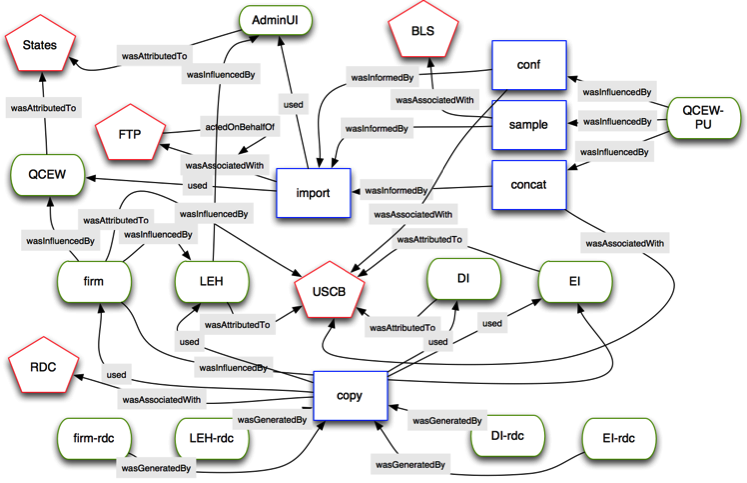 AdminUI
BLS
States
wasAttributedTo
conf
wasInfluencedBy
wasInformedBy
wasInfluencedBy
wasAssociatedWith
used
wasAttributedTo
QCEW-
PU
FTP
actedOnBehalfOf
wasInformedBy
sample
wasInfluencedBy
wasInfluencedBy
wasAssociatedWith
QCEW
used
import
wasInformedBy
concat
wasAttributedTo
wasInfluencedBy
wasAssociatedWith
wasInfluencedBy
wasInfluencedBy
wasAttributedTo
wasAssociatedWith
firm
LEH
USCB
DI
EI
wasAttributedTo
wasAttributedTo
used
used
used
RDC
used
wasInfluencedBy
wasAssociatedWith
copy
wasGeneratedBy
wasGeneratedBy
firm-rdc
LEH-rdc
DI-rdc
EI-rdc
wasGeneratedBy
wasGeneratedBy